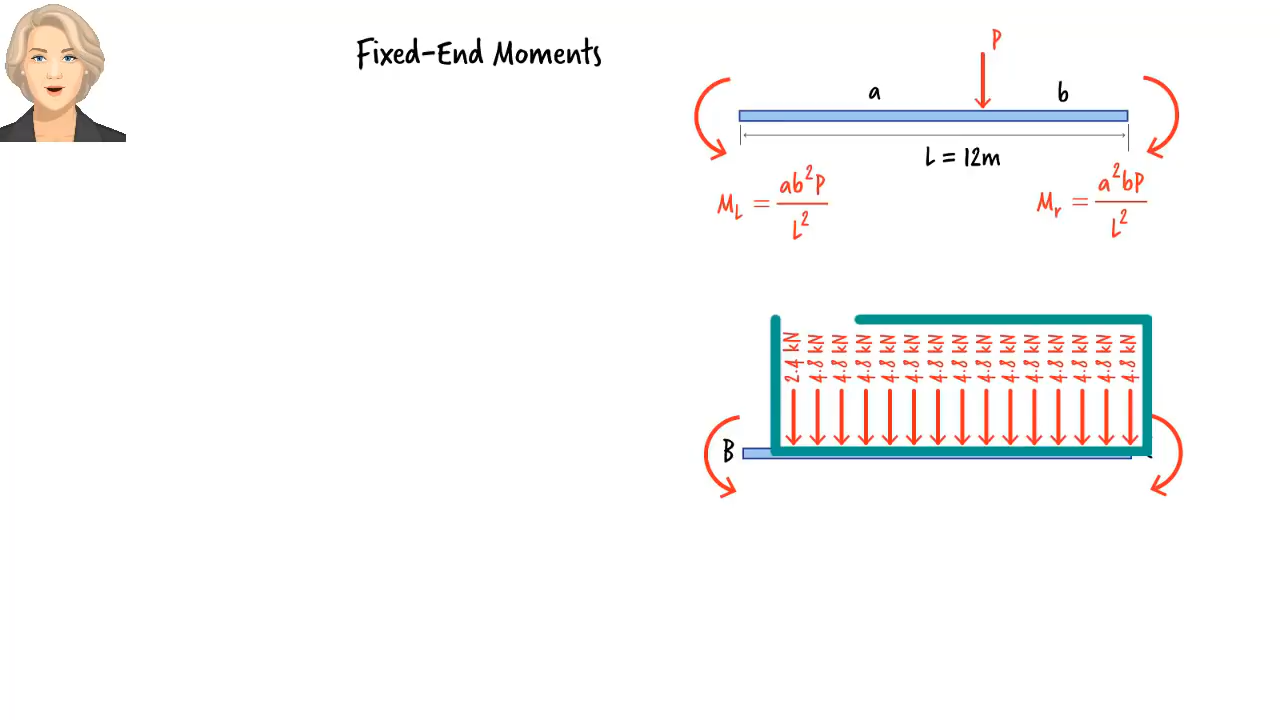 Fixed-End Moments
P
a
b
L = 12m
M_L = ab²P / L²
M_r = a²bP / L²
2.4 kN
4.8 kN
4.8 kN
4.8 kN
4.8 kN
4.8 kN
4.8 kN
4.8 kN
4.8 kN
4.8 kN
4.8 kN
4.8 kN
4.8 kN
4.8 kN
4.8 kN
B